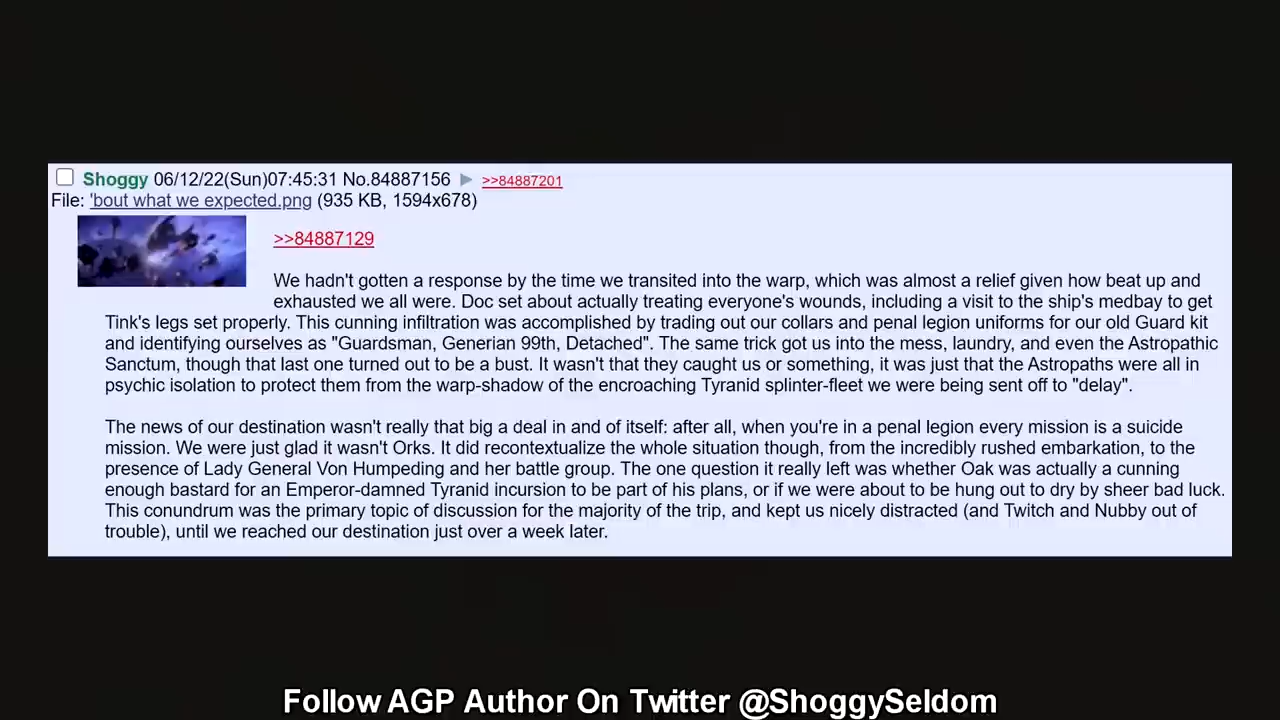 Shoggy 06/12/22(Sun)07:45:31 No.84887156 ▶ >>84887201
File: 'bout what we expected.png (935 KB, 1594x678)
>>84887129
We hadn't gotten a response by the time we transited into the warp, which was almost a relief given how beat up and
exhausted we all were. Doc set about actually treating everyone's wounds, including a visit to the ship's medbay to get
Tink's legs set properly. This cunning infiltration was accomplished by trading out our collars and penal legion uniforms for our old Guard kit
and identifying ourselves as "Guardsman, Generian 99th, Detached". The same trick got us into the mess, laundry, and even the Astropathic
Sanctum, though that last one turned out to be a bust. It wasn't that they caught us or something, it was just that the Astropaths were all in
psychic isolation to protect them from the warp-shadow of the encroaching Tyranid splinter-fleet we were being sent off to "delay".
The news of our destination wasn't really that big a deal in and of itself: after all, when you're in a penal legion every mission is a suicide
mission. We were just glad it wasn't Orks. It did recontextualize the whole situation though, from the incredibly rushed embarkation, to the
presence of Lady General Von Humpeding and her battle group. The one question it really left was whether Oak was actually a cunning
enough bastard for an Emperor-damned Tyranid incursion to be part of his plans, or if we were about to be hung out to dry by sheer bad luck.
This conundrum was the primary topic of discussion for the majority of the trip, and kept us nicely distracted (and Twitch and Nubby out of
trouble), until we reached our destination just over a week later.
Follow AGP Author On Twitter @ShoggySeldom